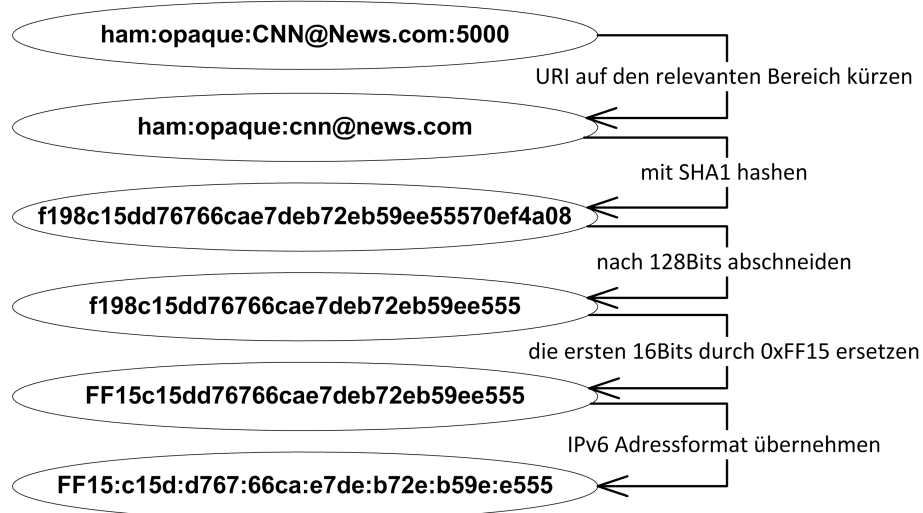 ham:opaque:CNN@News.com:5000
URI auf den relevanten Bereich kürzen
ham:opaque:cnn@news.com
mit SHA1 hashen
f198c15dd76766cae7deb72eb59ee55570ef4a08
nach 128Bits abschneiden
f198c15dd76766cae7deb72eb59ee555
die ersten 16Bits durch 0xFF15 ersetzen
FF15c15dd76766cae7deb72eb59ee555
IPv6 Adressformat übernehmen
FF15:c15d:d767:66ca:e7de:b72e:b59e:e555